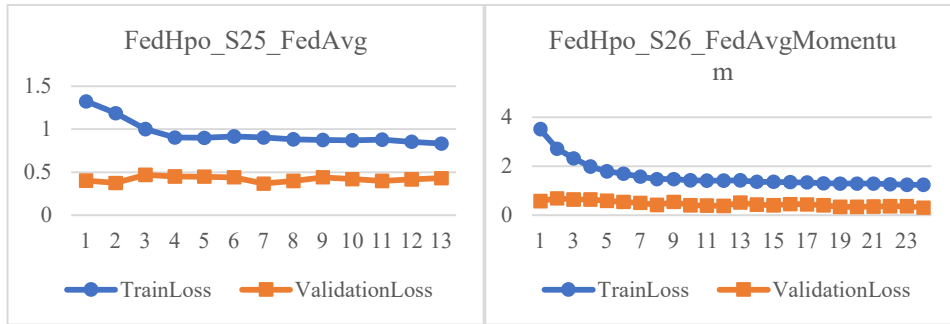 FedHpo_S25_FedAvg
1.5
1
0.5
0
1 2 3 4 5 6 7 8 9 10 11 12 13
TrainLoss ValidationLoss
FedHpo_S26_FedAvgMomentu
m
4
2
0
1 3 5 7 9 11 13 15 17 19 21 23
TrainLoss ValidationLoss